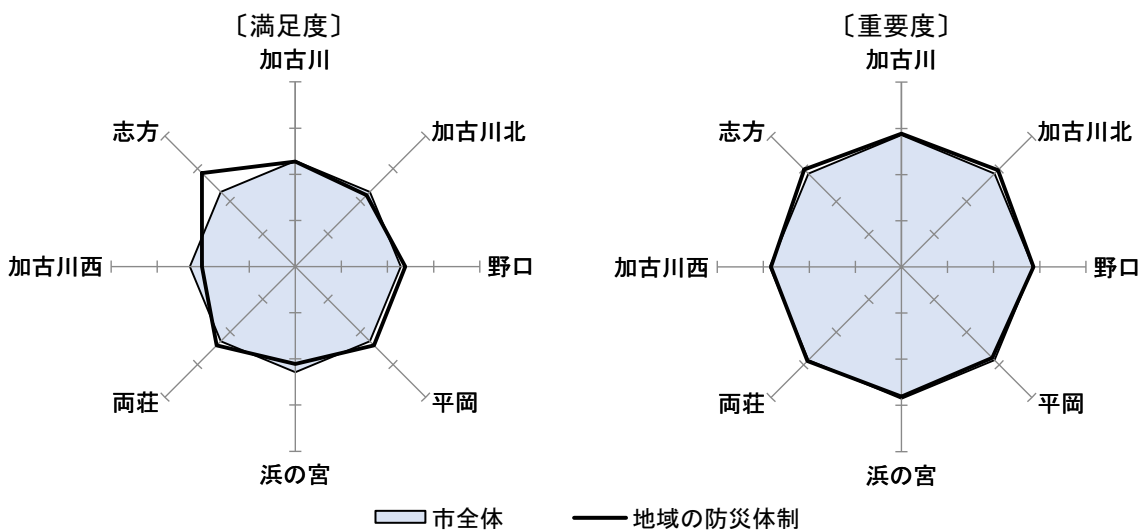 〔満足度〕
加古川
加古川北
野口
平岡
浜の宮
両荘
加古川西
志方
〔重要度〕
加古川
加古川北
野口
平岡
浜の宮
両荘
加古川西
志方
市全体
地域の防災体制